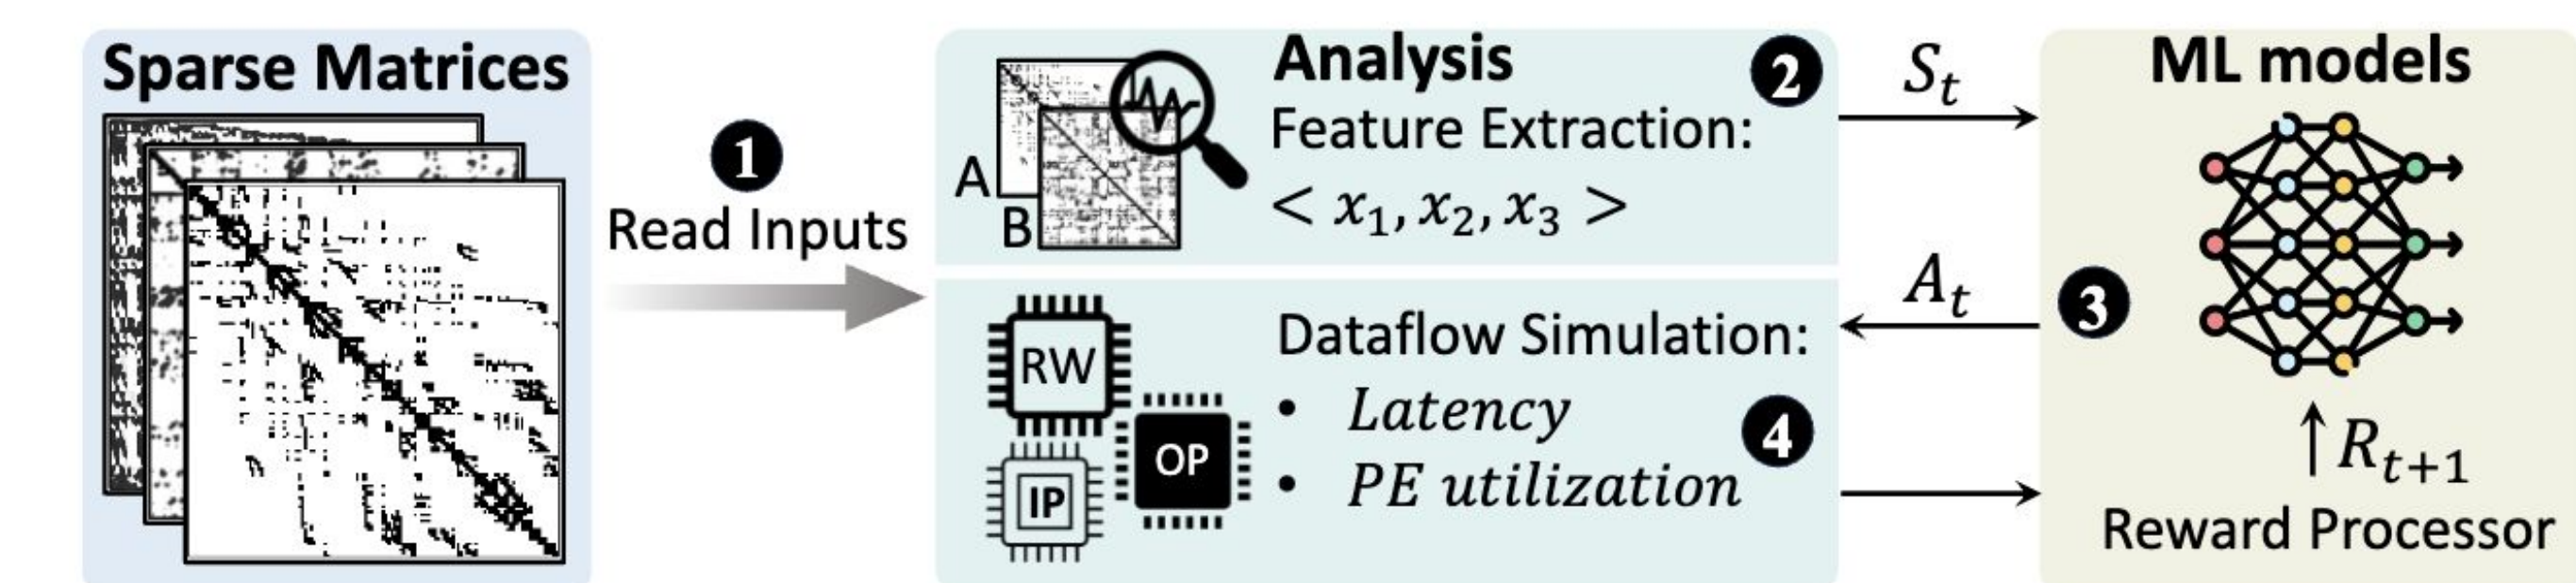 Sparse Matrices
1
Read Inputs
A
B
Analysis
2
Feature Extraction:
< x₁, x₂, x₃ >
RW
OP
IP
Dataflow Simulation:
• Latency
• PE utilization
4
Sₜ
Aₜ
3
ML models
Rₜ₊₁
Reward Processor